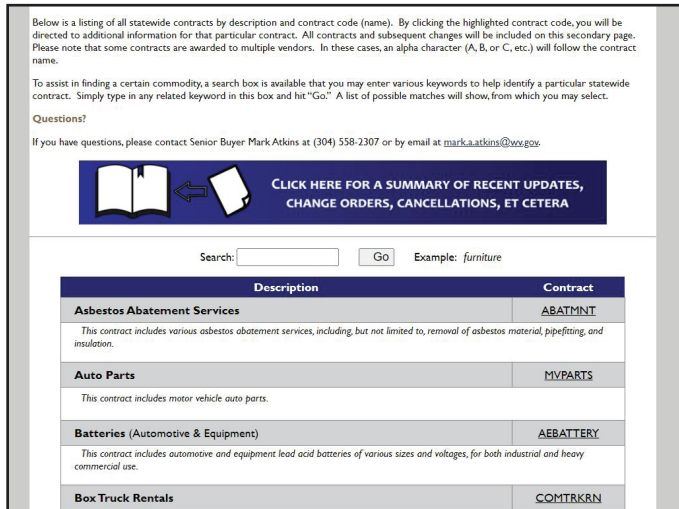 Below is a listing of all statewide contracts by description and contract code (name). By clicking the highlighted contract code, you will be
directed to additional information for that particular contract. All contracts and subsequent changes will be included on this secondary page.
Please note that some contracts are awarded to multiple vendors. In these cases, an alpha character (A, B, or C, etc.) will follow the contract
name.
To assist in finding a certain commodity, a search box is available that you may enter various keywords to help identify a particular statewide
contract. Simply type in any related keyword in this box and hit "Go." A list of possible matches will show, from which you may select.
Questions?
If you have questions, please contact Senior Buyer Mark Atkins at (304) 558-2307 or by email at mark.a.atkins@wv.gov.
CLICK HERE FOR A SUMMARY OF RECENT UPDATES,
CHANGE ORDERS, CANCELLATIONS, ET CETERA
Search: Go Example: furniture
Description Contract
Asbestos Abatement Services ABATMNT
This contract includes various asbestos abatement services, including, but not limited to, removal of asbestos material, pipefitting, and
insulation.
Auto Parts MVPARTS
This contract includes motor vehicle auto parts.
Batteries (Automotive & Equipment) AEBATTERY
This contract includes automotive and equipment lead acid batteries of various sizes and voltages, for both industrial and heavy
commercial use.
Box Truck Rentals COMTRKRN